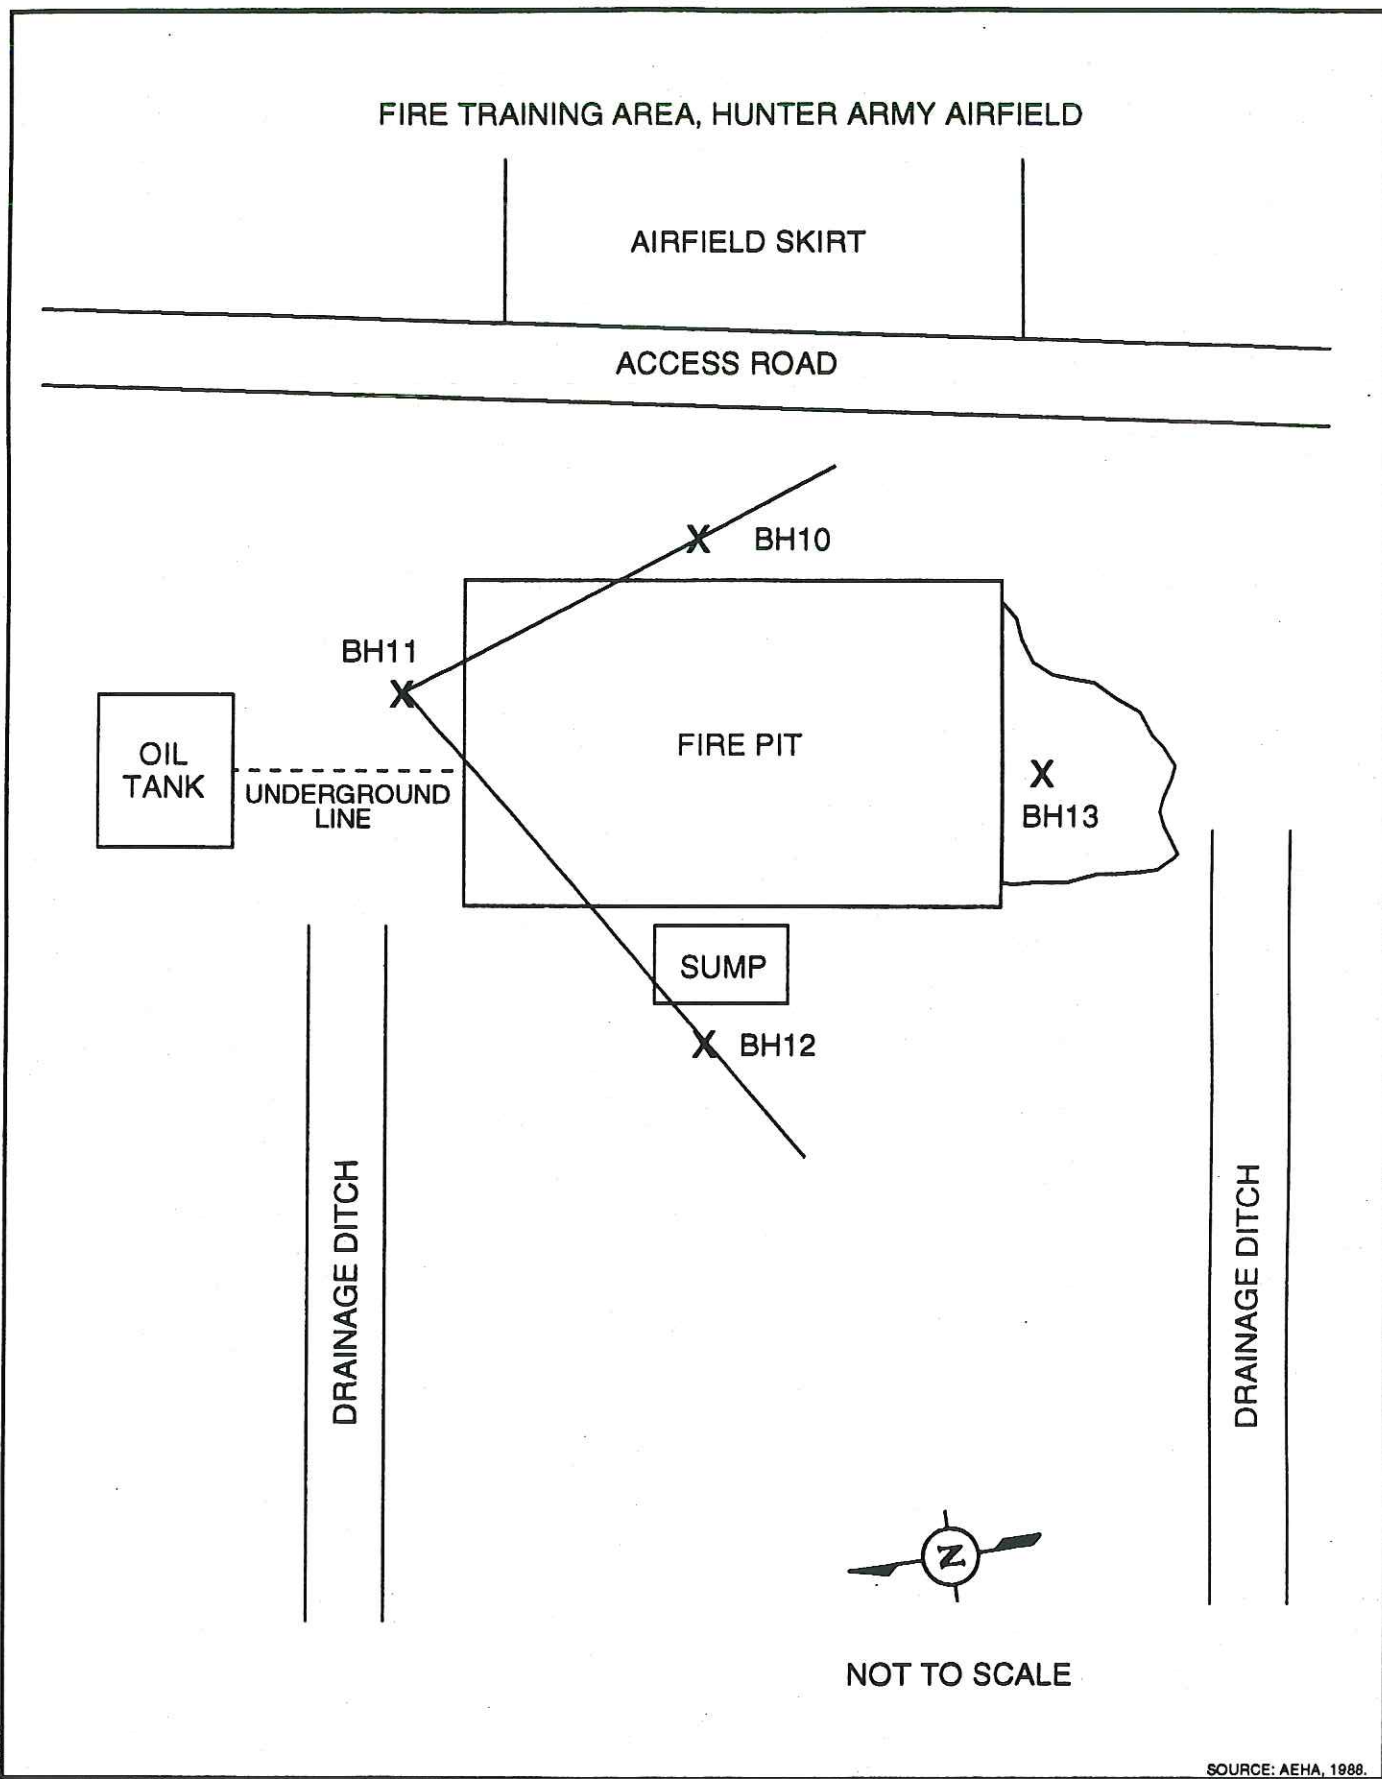 FIRE TRAINING AREA, HUNTER ARMY AIRFIELD
AIRFIELD SKIRT
ACCESS ROAD
X
BH10
BH11
X
OIL
TANK
UNDERGROUND
LINE
FIRE PIT
X
BH13
SUMP
X
BH12
DRAINAGE DITCH
DRAINAGE DITCH
N
NOT TO SCALE
SOURCE: AEHA, 1988.